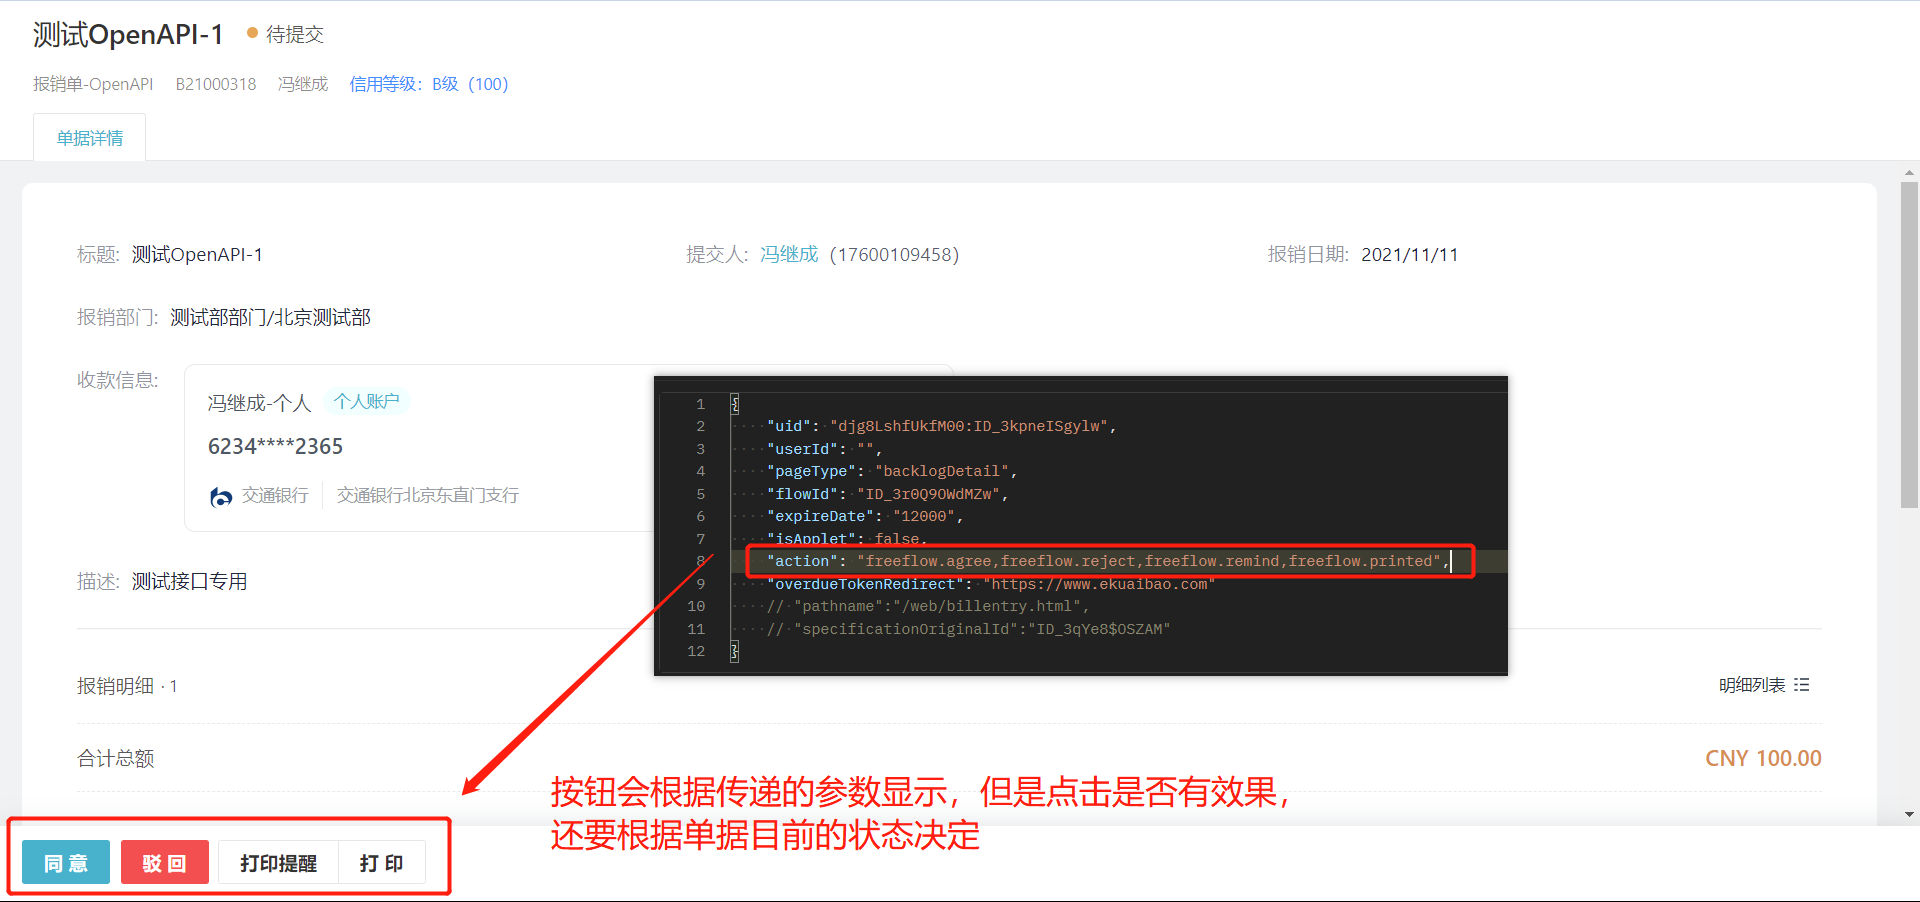 测试OpenAPI-1 待提交
报销单-OpenAPI B21000318 冯继成 信用等级：B级（100）
单据详情
标题: 测试OpenAPI-1 提交人: 冯继成 (17600109458) 报销日期: 2021/11/11
报销部门: 测试部部门/北京测试部
收款信息:
冯继成-个人 个人账户
6234****2365
交通银行 交通银行北京东直门支行
描述: 测试接口专用
1 {
2 "uid": "djg8LshfUkfM00:ID_3kpneISgylw",
3 "userId": "",
4 "pageType": "backlogDetail",
5 "flowId": "ID_3r0Q9OWdMZw",
6 "expireDate": "12000",
7 "isApplet": false,
8 "action": "freeflow.agree,freeflow.reject,freeflow.remind,freeflow.printed",
9 "overdueTokenRedirect": "https://www.ekuaibao.com"
10 // "pathname":"/web/billentry.html",
11 // "specificationOriginalId":"ID_3qYe8$OSZAM"
12 }
报销明细 · 1 明细列表
合计总额 CNY 100.00
按钮会根据传递的参数显示，但是点击是否有效果，
还要根据单据目前的状态决定
同 意 驳 回 打印提醒 打 印